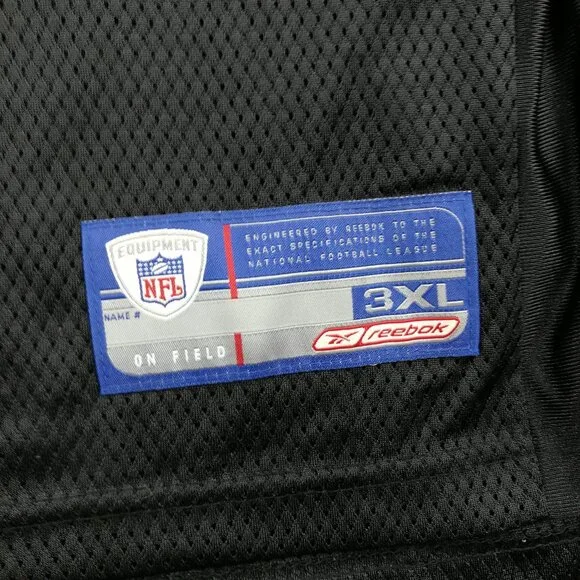 EQUIPMENT
NFL
ENGINEERED BY REEBOK TO THE
EXACT SPECIFICATIONS OF THE
NATIONAL FOOTBALL LEAGUE
NAME #
3XL
ON FIELD
Reebok